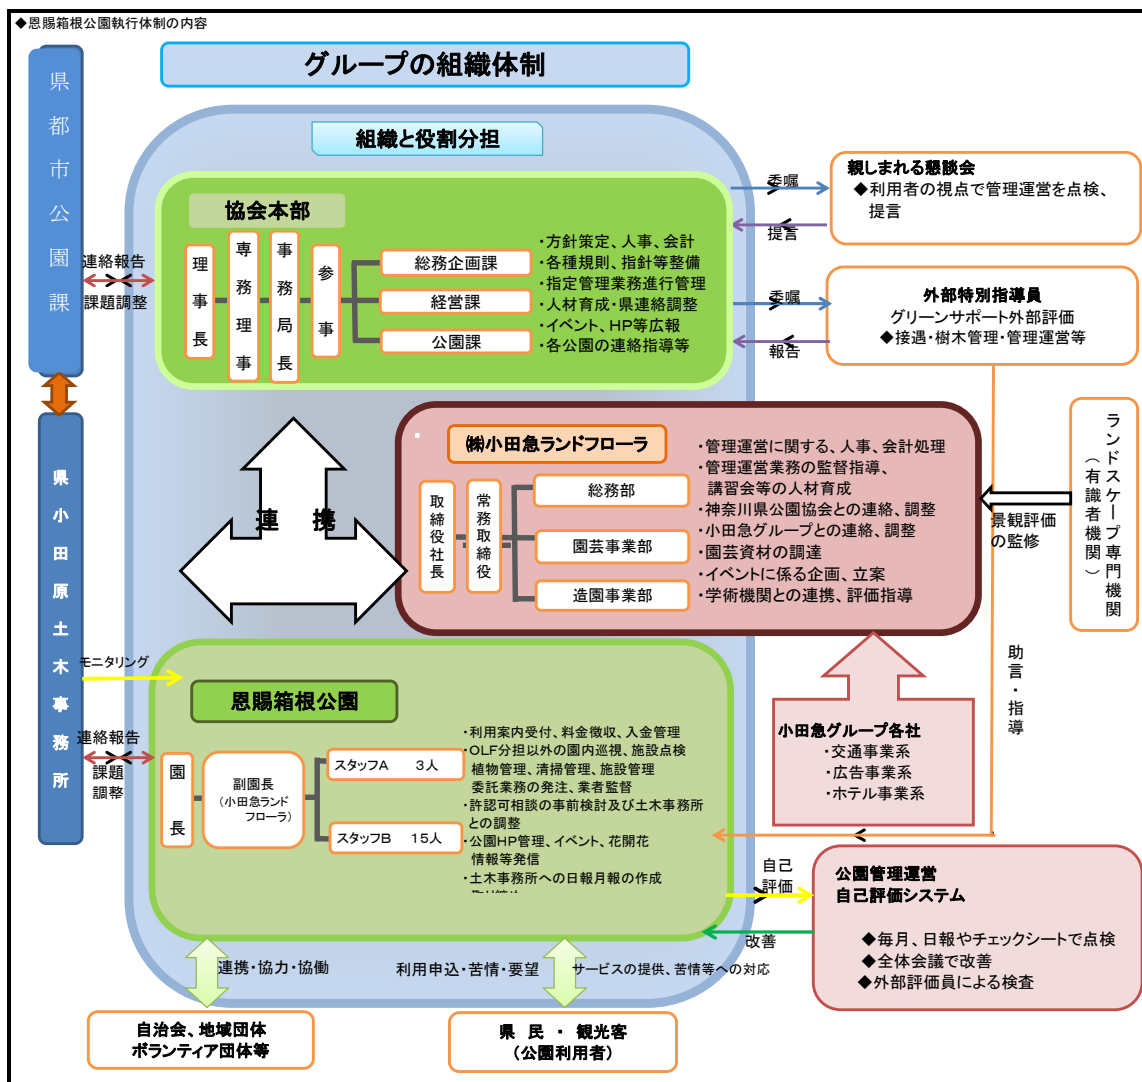 ◆恩賜箱根公園執行体制の内容
グループの組織体制
県都市公園課
組織と役割分担
協会本部
理事長
専務理事
事務局長
参事
総務企画課
経営課
公園課
・方針策定、人事、会計
・各種規則、指針等整備
・指定管理業務進行管理
・人材育成・県連絡調整
・イベント、HP等広報
・各公園の連絡指導等
連絡報告
課題調整
委嘱
提言
親しまれる懇談会
◆利用者の視点で管理運営を点検、
提言
委嘱
報告
外部特別指導員
グリーンサポート外部評価
◆接遇・樹木管理・管理運営等
県小田原土木事務所
連 携
㈱小田急ランドフローラ
取締役社長
常務取締役
総務部
園芸事業部
造園事業部
・管理運営に関する、人事、会計処理
・管理運営業務の監督指導、
講習会等の人材育成
・神奈川県公園協会との連絡、調整
・小田急グループとの連絡、調整
・園芸資材の調達
・イベントに係る企画、立案
・学術機関との連携、評価指導
景観評価
の監修
ランドスケープ専門機関
（有識者機関）
助言・指導
モニタリング
恩賜箱根公園
連絡報告
課題
調整
園長
副園長
（小田急ランド
フローラ）
スタッフA 3人
スタッフB 15人
・利用案内受付、料金徴収、入金管理
・OLF分担以外の園内巡視、施設点検
植物管理、清掃管理、施設管理
委託業務の発注、業者監督
・許認可相談の事前検討及び土木事務所
との調整
・公園HP管理、イベント、花開花
情報等発信
・土木事務所への日報月報の作成
小田急グループ各社
・交通事業系
・広告事業系
・ホテル事業系
自己
評価
改善
公園管理運営
自己評価システム
◆毎月、日報やチェックシートで点検
◆全体会議で改善
◆外部評価員による検査
連携・協力・協働
利用申込・苦情・要望
サービスの提供、苦情等への対応
自治会、地域団体
ボランティア団体等
県 民 ・ 観光客
（公園利用者）